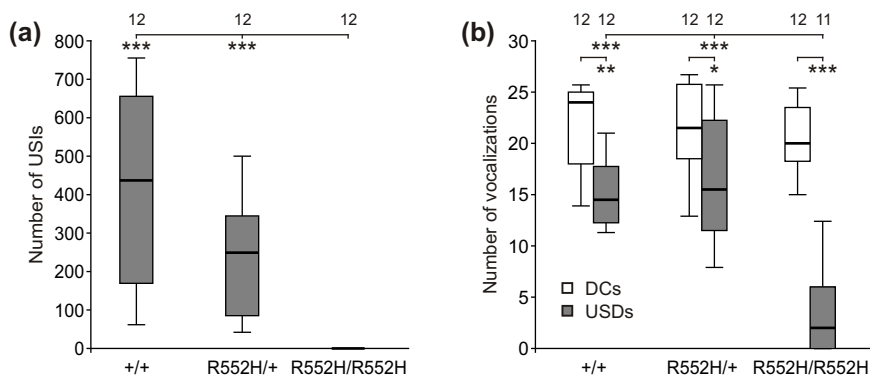 (a)
12 12 12
*** ***
Number of USIs
800
700
600
500
400
300
200
100
0
+/+ R552H/+ R552H/R552H
(b)
12 12 12 12 12 11
*** ***
** * ***
Number of vocalizations
30
25
20
15
10
5
0
DCs
USDs
+/+ R552H/+ R552H/R552H